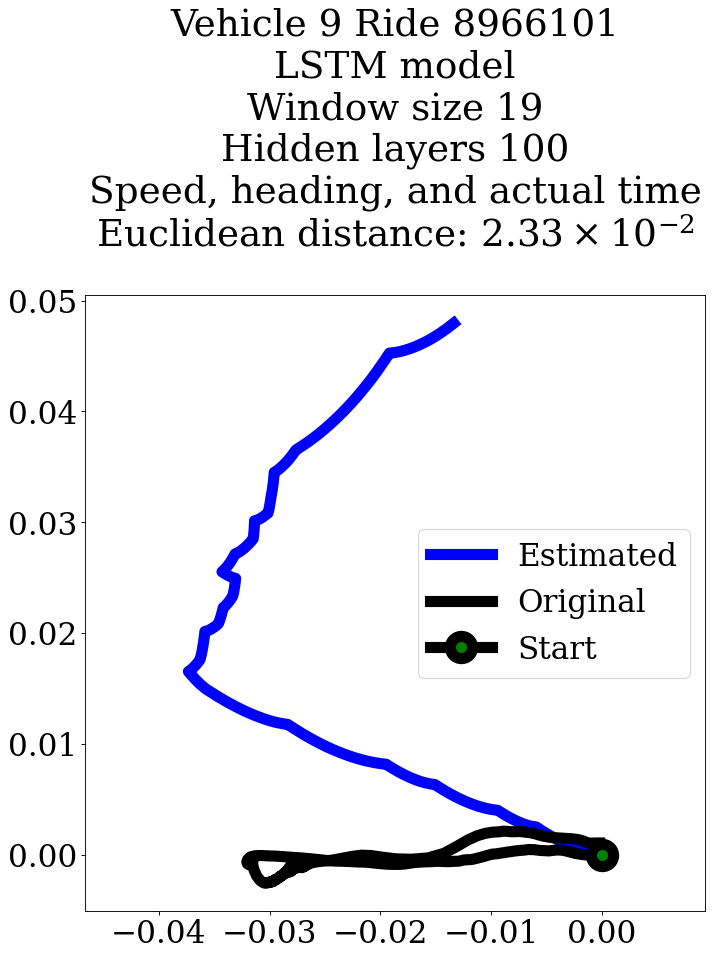 Vehicle 9 Ride 8966101
LSTM model
Window size 19
Hidden layers 100
Speed, heading, and actual time
Euclidean distance: 2.33 × 10⁻²
0.05
0.04
0.03
0.02
0.01
0.00
Estimated
Original
Start
−0.04 −0.03 −0.02 −0.01 0.00